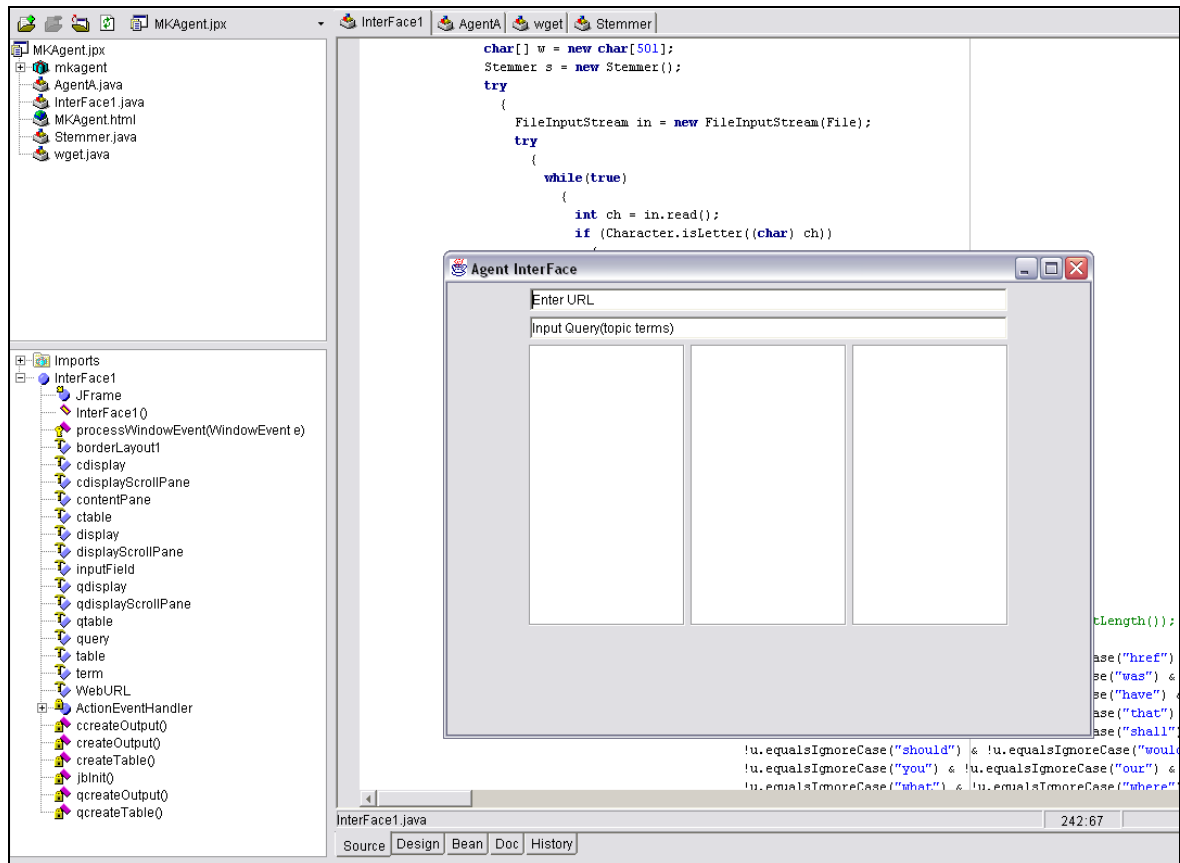 MKAgent.jpx
InterFace1 AgentA wget Stemmer
MKAgent.jpx
mkagent
AgentA.java
InterFace1.java
MKAgent.html
Stemmer.java
wget.java
Imports
InterFace1
JFrame
InterFace1()
processWindowEvent(WindowEvent e)
borderLayout1
cdisplay
cdisplayScrollPane
contentPane
ctable
display
displayScrollPane
inputField
qdisplay
qdisplayScrollPane
qtable
query
table
term
WebURL
ActionEventHandler
ccreateOutput()
createOutput()
createTable()
jbInit()
qcreateOutput()
qcreateTable()
char[] w = new char[501];
Stemmer s = new Stemmer();
try
{
FileInputStream in = new FileInputStream(File);
try
{
while(true)
{
int ch = in.read();
if (Character.isLetter((char) ch))
Agent InterFace
Enter URL
Input Query(topic terms)
tLength());
ase("href")
se("was") &
se("have") &
ase("that")
ase("shall")
!u.equalsIgnoreCase("should") & !u.equalsIgnoreCase("would
!u.equalsIgnoreCase("you") & !u.equalsIgnoreCase("our") &
!u.equalsIgnoreCase("what") & !u.equalsIgnoreCase("where")
InterFace1.java 242:67
Source Design Bean Doc History